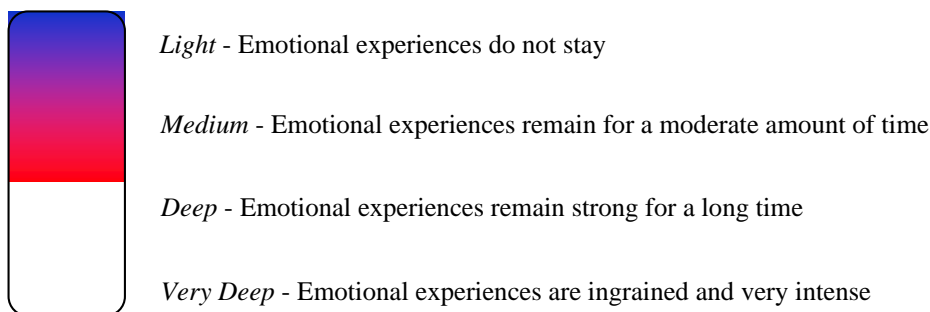 Light - Emotional experiences do not stay
Medium - Emotional experiences remain for a moderate amount of time
Deep - Emotional experiences remain strong for a long time
Very Deep - Emotional experiences are ingrained and very intense